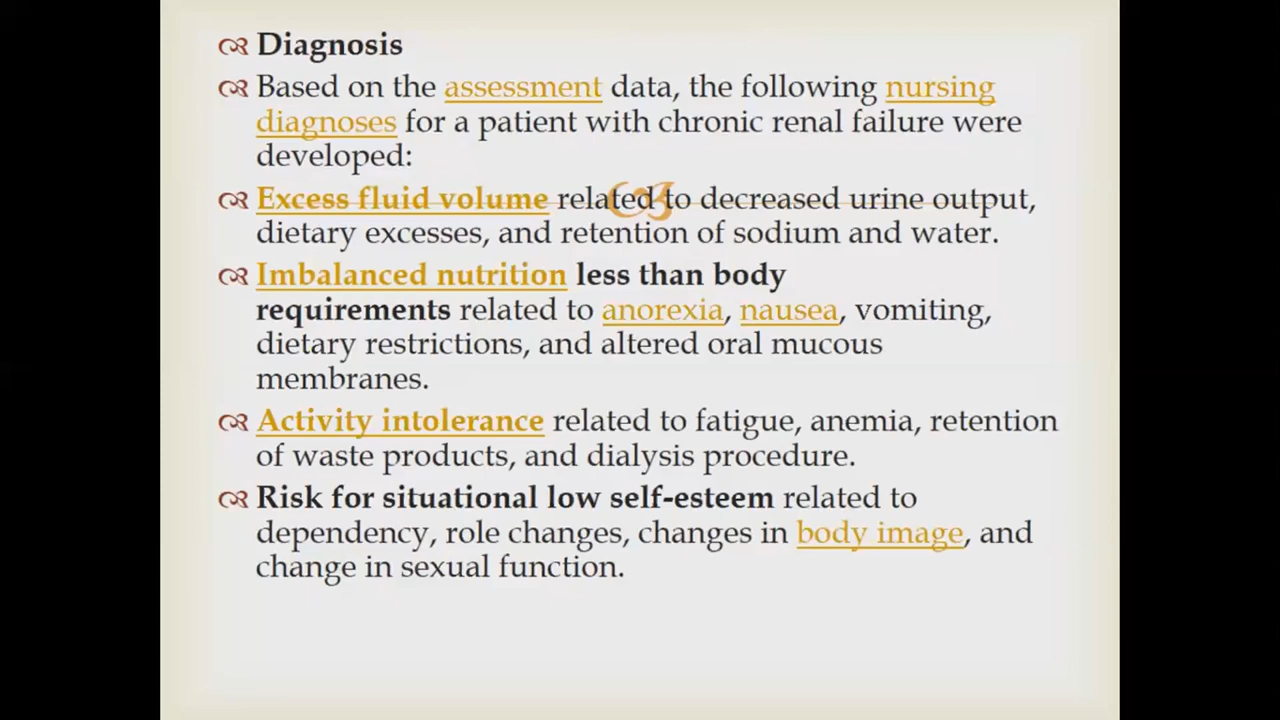 Diagnosis
Based on the assessment data, the following nursing
diagnoses for a patient with chronic renal failure were
developed:
Excess fluid volume related to decreased urine output,
dietary excesses, and retention of sodium and water.
Imbalanced nutrition less than body
requirements related to anorexia, nausea, vomiting,
dietary restrictions, and altered oral mucous
membranes.
Activity intolerance related to fatigue, anemia, retention
of waste products, and dialysis procedure.
Risk for situational low self-esteem related to
dependency, role changes, changes in body image, and
change in sexual function.